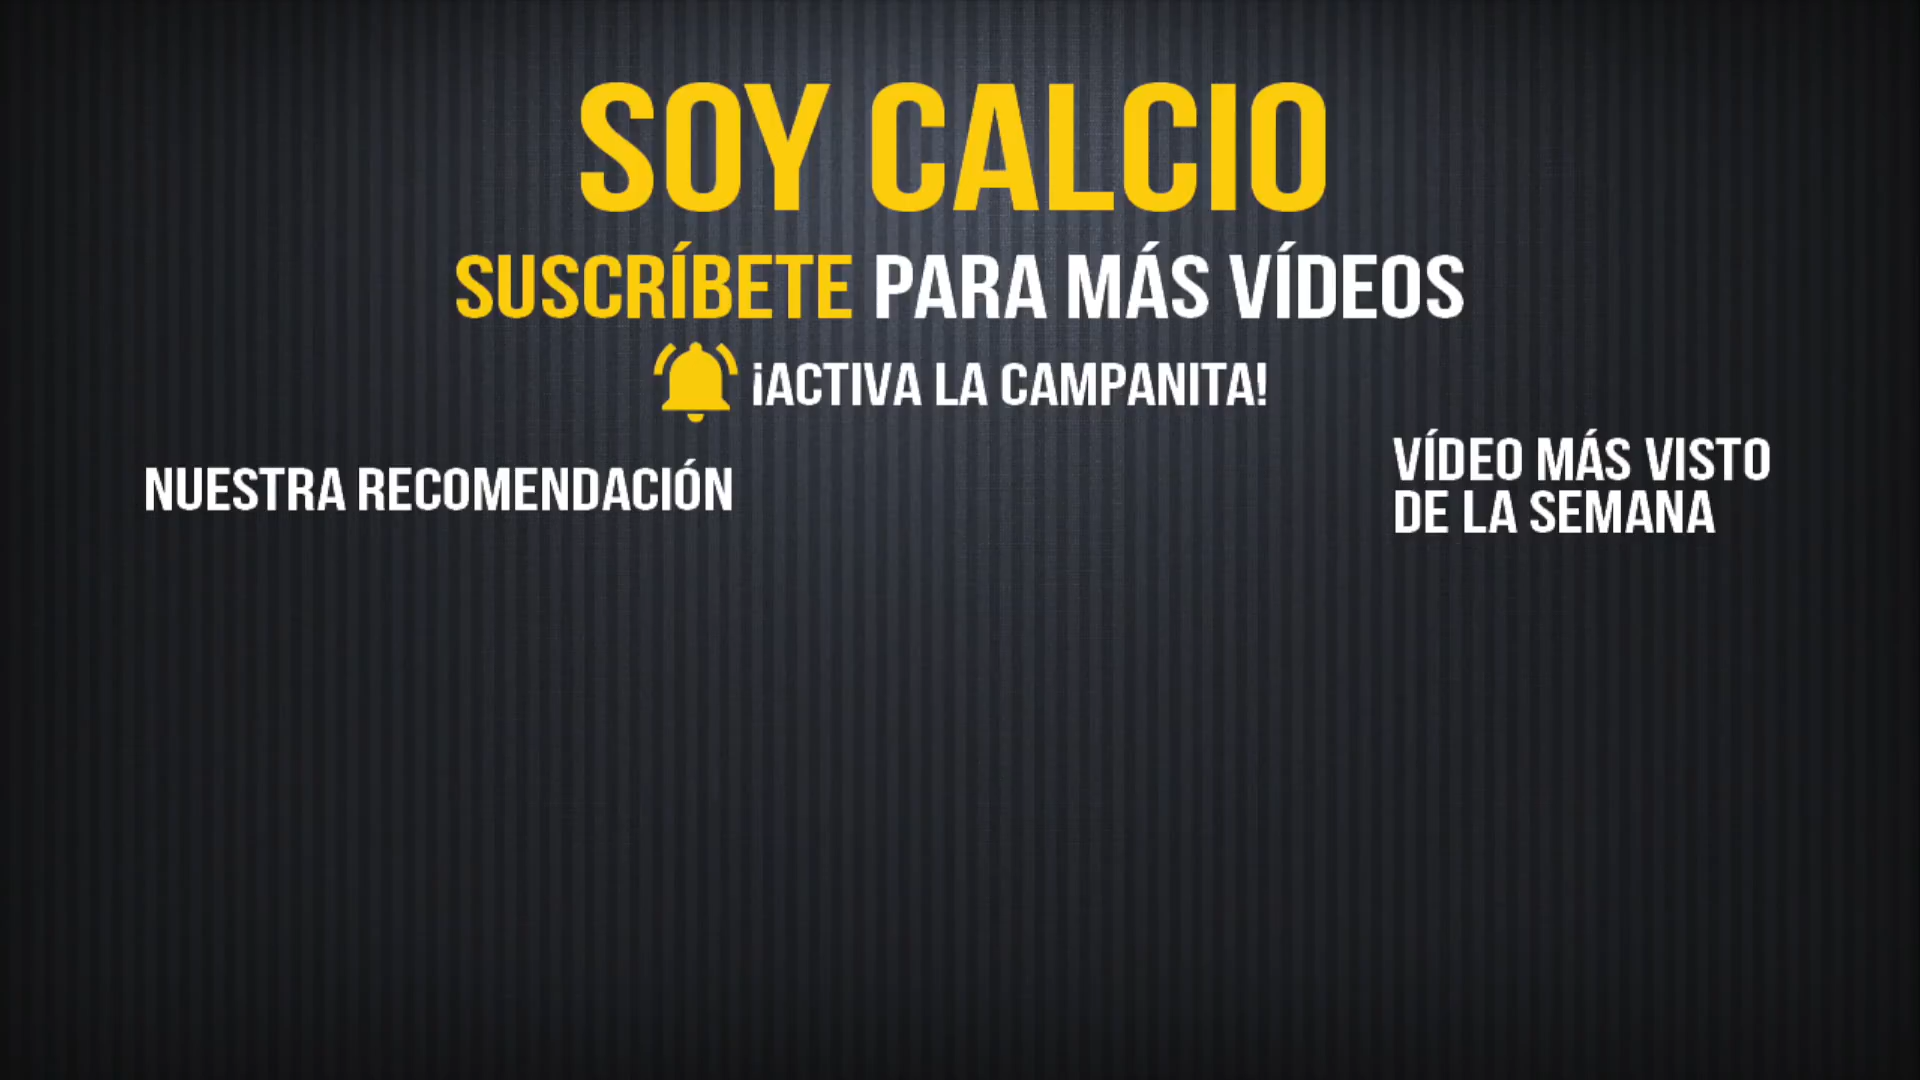 SOY CALCIO
SUSCRÍBETE PARA MÁS VÍDEOS
¡ACTIVA LA CAMPANITA!
NUESTRA RECOMENDACIÓN
VÍDEO MÁS VISTO
DE LA SEMANA